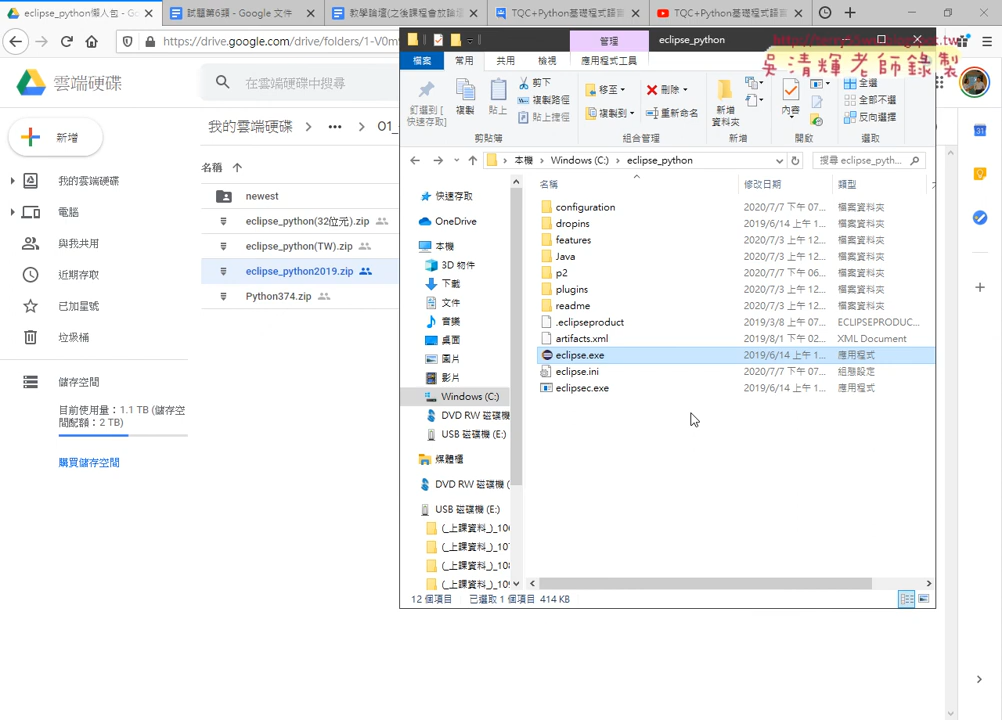 eclipse_python懶人包 - Go
試題第6類 - Google 文件
教學論壇(之後課程會放論壇
TQC+Python基礎程式語言
TQC+Python基礎程式語言
https://drive.google.com/drive/folders/1-V0m
雲端硬碟
在雲端硬碟中搜尋
新增
我的雲端硬碟
電腦
與我共用
近期存取
已加星號
垃圾桶
儲存空間
目前使用量：1.1 TB (儲存空
間配額：2 TB)
購買儲存空間
我的雲端硬碟
...
01_
名稱
newest
eclipse_python(32位元).zip
eclipse_python(TW).zip
eclipse_python2019.zip
Python374.zip
管理
eclipse_python
吳清輝老師錄製
檔案
常用
共用
檢視
應用程式工具
釘選到 [
快速存取]
複製
貼上
剪下
複製路徑
貼上捷徑
剪貼簿
移至
複製到
刪除
重新命名
組合管理
新增
資料夾
新增
內容
開啟
全選
全部不選
反向選擇
選取
本機
Windows (C:)
eclipse_python
搜尋 eclipse_pyth...
快速存取
OneDrive
本機
3D 物件
下載
文件
音樂
桌面
圖片
影片
Windows (C:)
DVD RW 磁碟機
USB 磁碟機 (E:)
媒體櫃
DVD RW 磁碟機 (
USB 磁碟機 (E:)
(_上課資料_)_106
(_上課資料_)_107
(_上課資料_)_108
(_上課資料_)_109
名稱 修改日期 類型
configuration 2020/7/7 下午 07... 檔案資料夾
dropins 2019/6/14 上午 1... 檔案資料夾
features 2020/7/3 上午 12... 檔案資料夾
Java 2020/7/3 上午 12... 檔案資料夾
p2 2020/7/7 下午 06... 檔案資料夾
plugins 2020/7/3 上午 12... 檔案資料夾
readme 2020/7/3 上午 12... 檔案資料夾
.eclipseproduct 2019/3/8 上午 07... ECLIPSEPRODUC...
artifacts.xml 2019/8/1 下午 02... XML Document
eclipse.exe 2019/6/14 上午 1... 應用程式
eclipse.ini 2020/7/7 下午 07... 組態設定
eclipsec.exe 2019/6/14 上午 1... 應用程式
12 個項目 已選取 1 個項目 414 KB